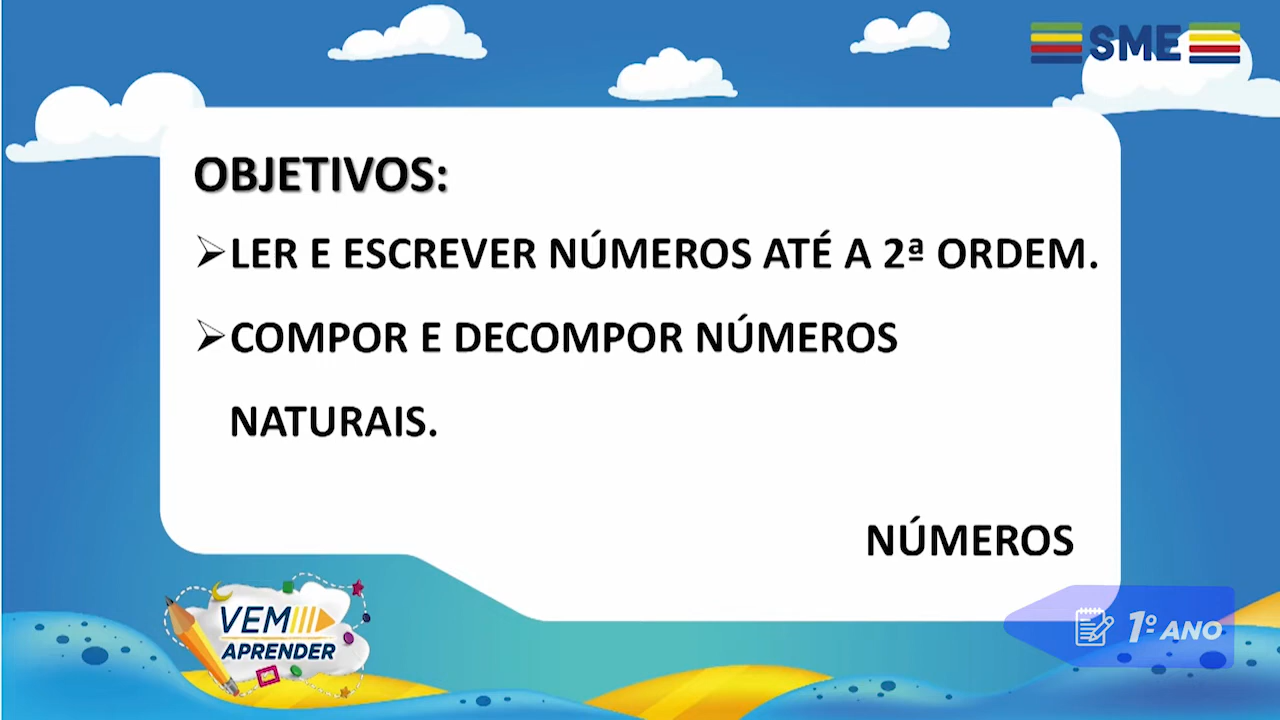 SME
OBJETIVOS:
➢LER E ESCREVER NÚMEROS ATÉ A 2ª ORDEM.
➢COMPOR E DECOMPOR NÚMEROS
NATURAIS.
NÚMEROS
VEM
APRENDER
1º ANO